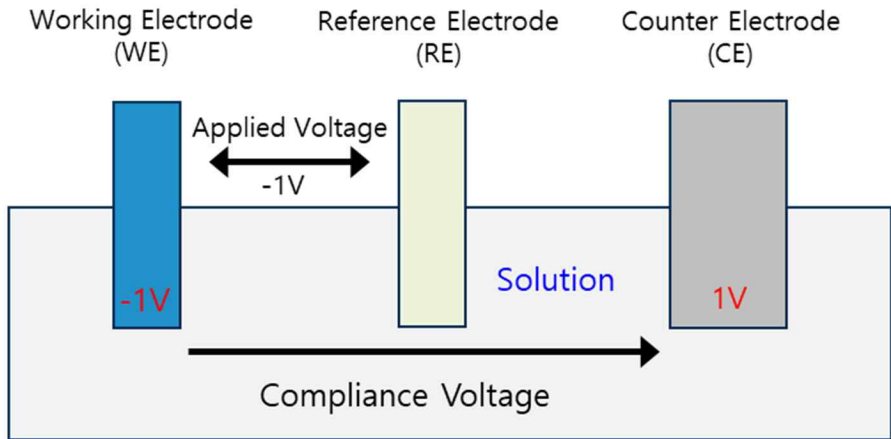 Working Electrode
(WE)
Reference Electrode
(RE)
Counter Electrode
(CE)
Applied Voltage
-1V
-1V
Solution
1V
Compliance Voltage